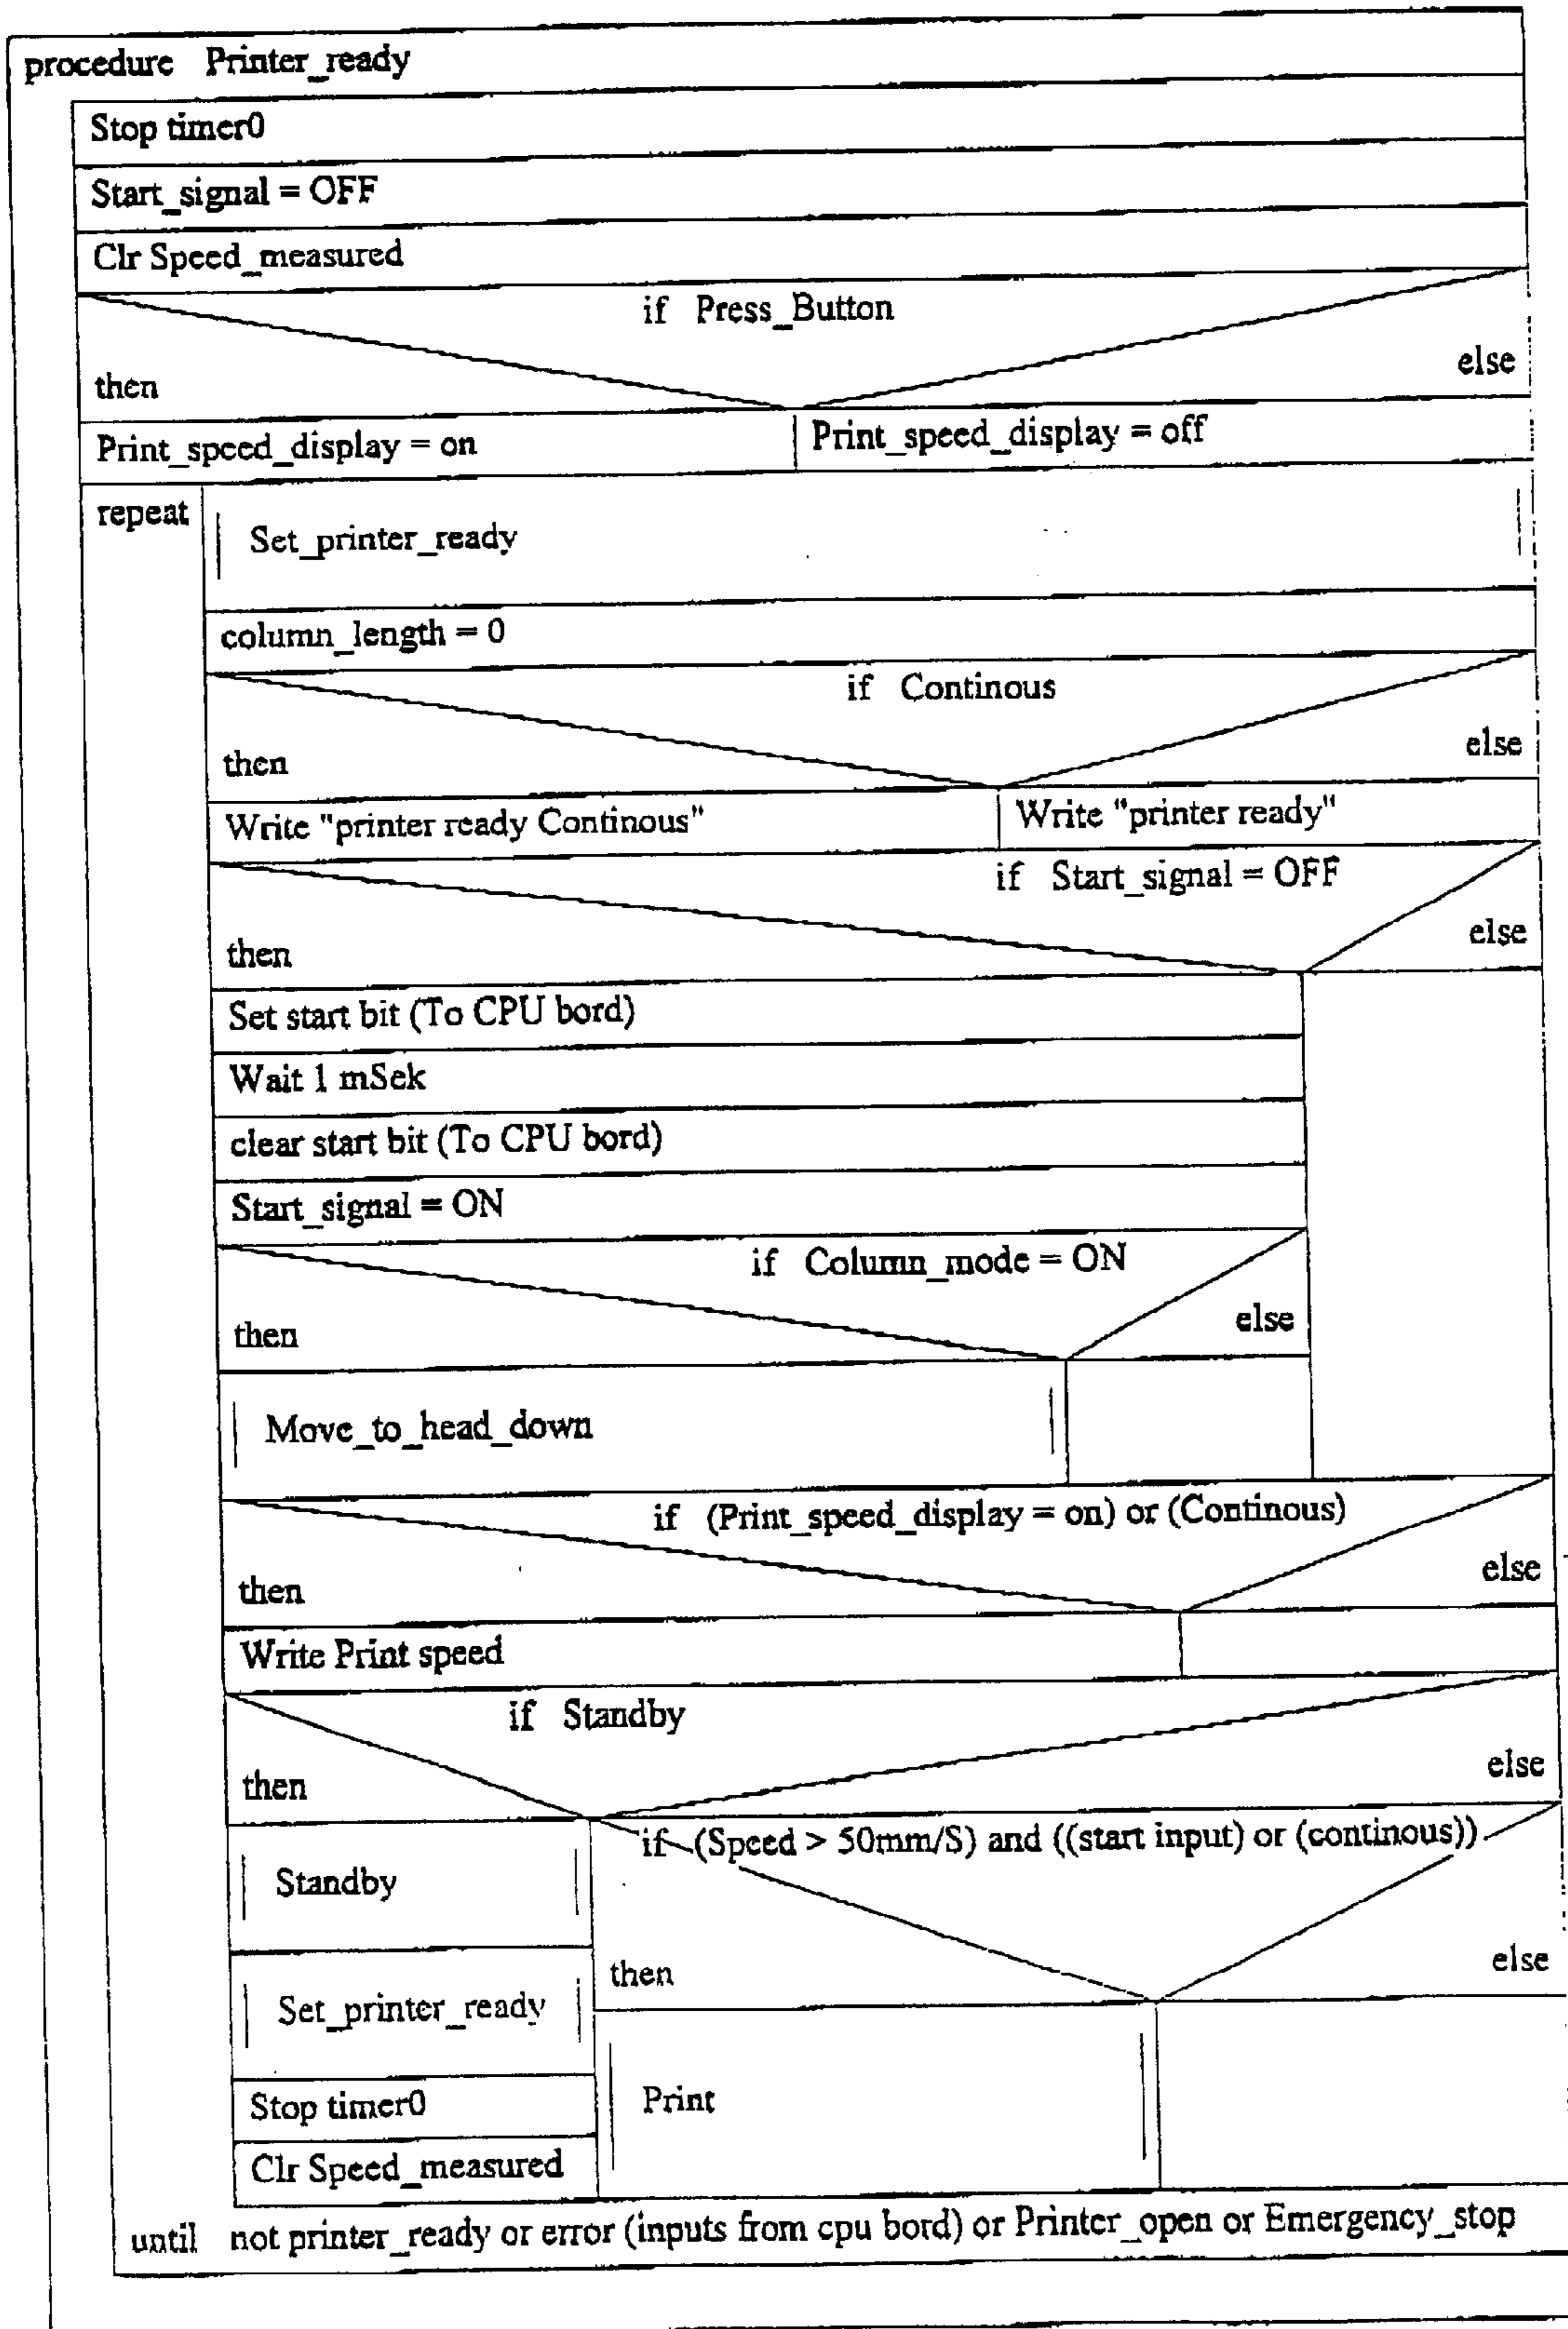 procedure Printer_ready
Stop timer0
Start_signal = OFF
Clr Speed_measured
if Press_Button
then else
Print_speed_display = on Print_speed_display = off
repeat Set_printer_ready
column_length = 0
if Continous
then else
Write "printer ready Continous" Write "printer ready"
if Start_signal = OFF
then else
Set start bit (To CPU bord)
Wait 1 mSek
clear start bit (To CPU bord)
Start_signal = ON
if Column_mode = ON
then else
Move_to_head_down
if (Print_speed_display = on) or (Continous)
then else
Write Print speed
if Standby
then else
if (Speed > 50mm/S) and ((start input) or (continous))
Standby
then else
Set_printer_ready
Print
Stop timer0
Clr Speed_measured
until not printer_ready or error (inputs from cpu bord) or Printer_open or Emergency_stop